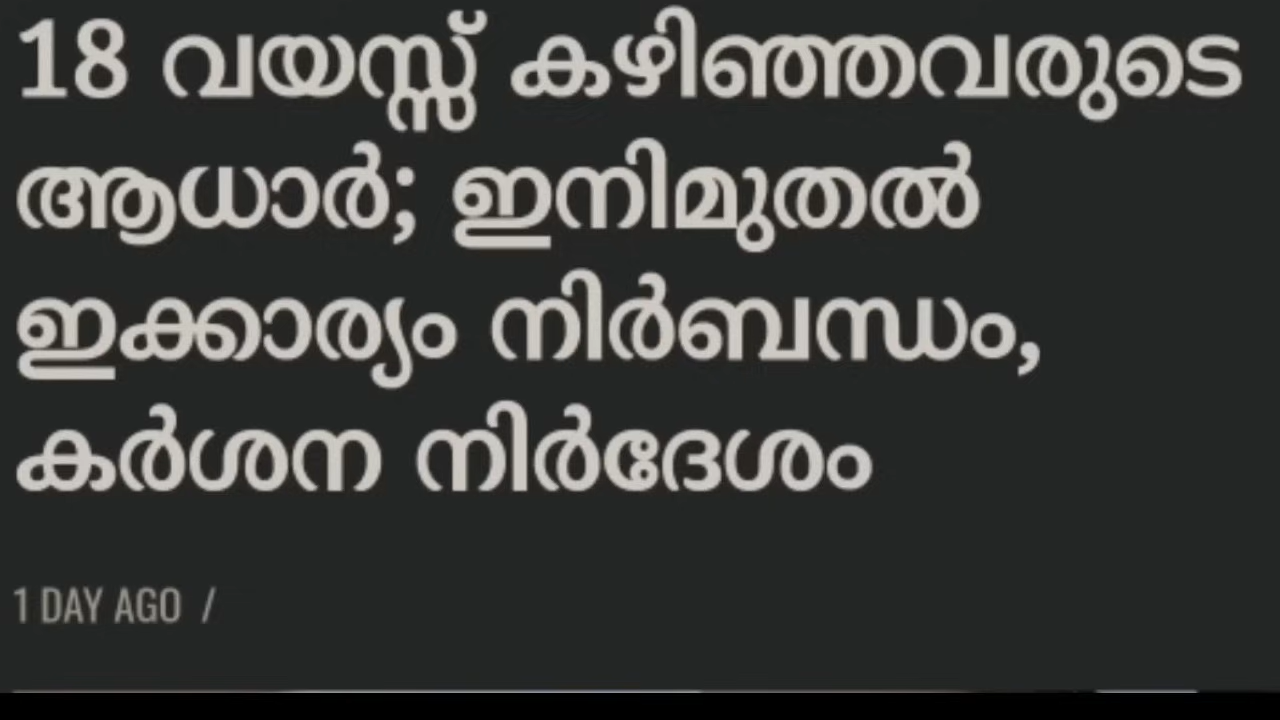 18 വയസ്സ് കഴിഞ്ഞവരുടെ
ആധാർ; ഇനിമുതൽ
ഇക്കാര്യം നിർബന്ധം,
കർശന നിർദേശം
1 DAY AGO /